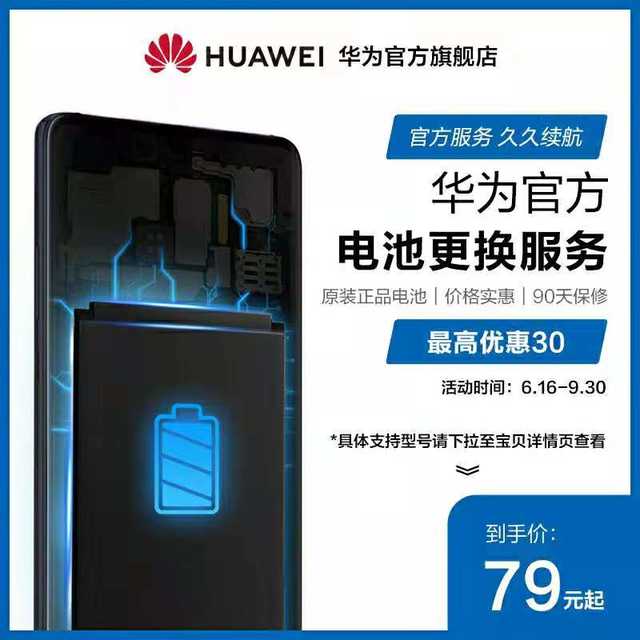 HUAWEI 华为官方旗舰店
官方服务 久久续航
华为官方
电池更换服务
原装正品电池｜价格实惠｜90天保修
最高优惠30
活动时间：6.16-9.30
*具体支持型号请下拉至宝贝详情页查看
到手价：
79元起